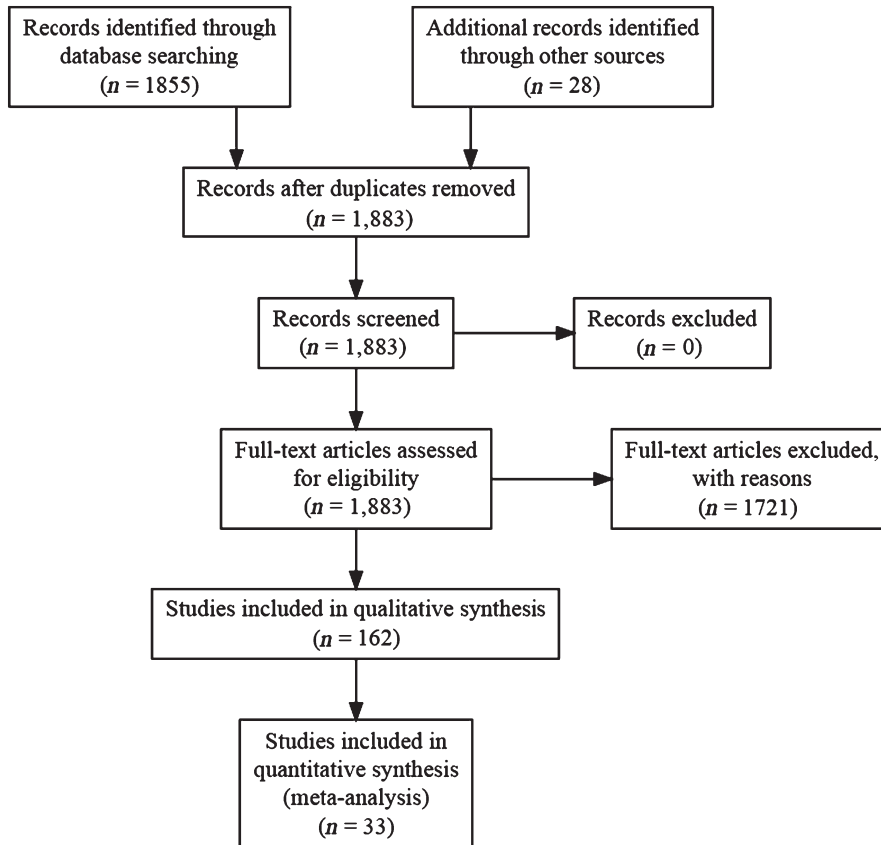 Records identified through
database searching
(n = 1855)
Additional records identified
through other sources
(n = 28)
Records after duplicates removed
(n = 1,883)
Records screened
(n = 1,883)
Records excluded
(n = 0)
Full-text articles assessed
for eligibility
(n = 1,883)
Full-text articles excluded,
with reasons
(n = 1721)
Studies included in qualitative synthesis
(n = 162)
Studies included in
quantitative synthesis
(meta-analysis)
(n = 33)